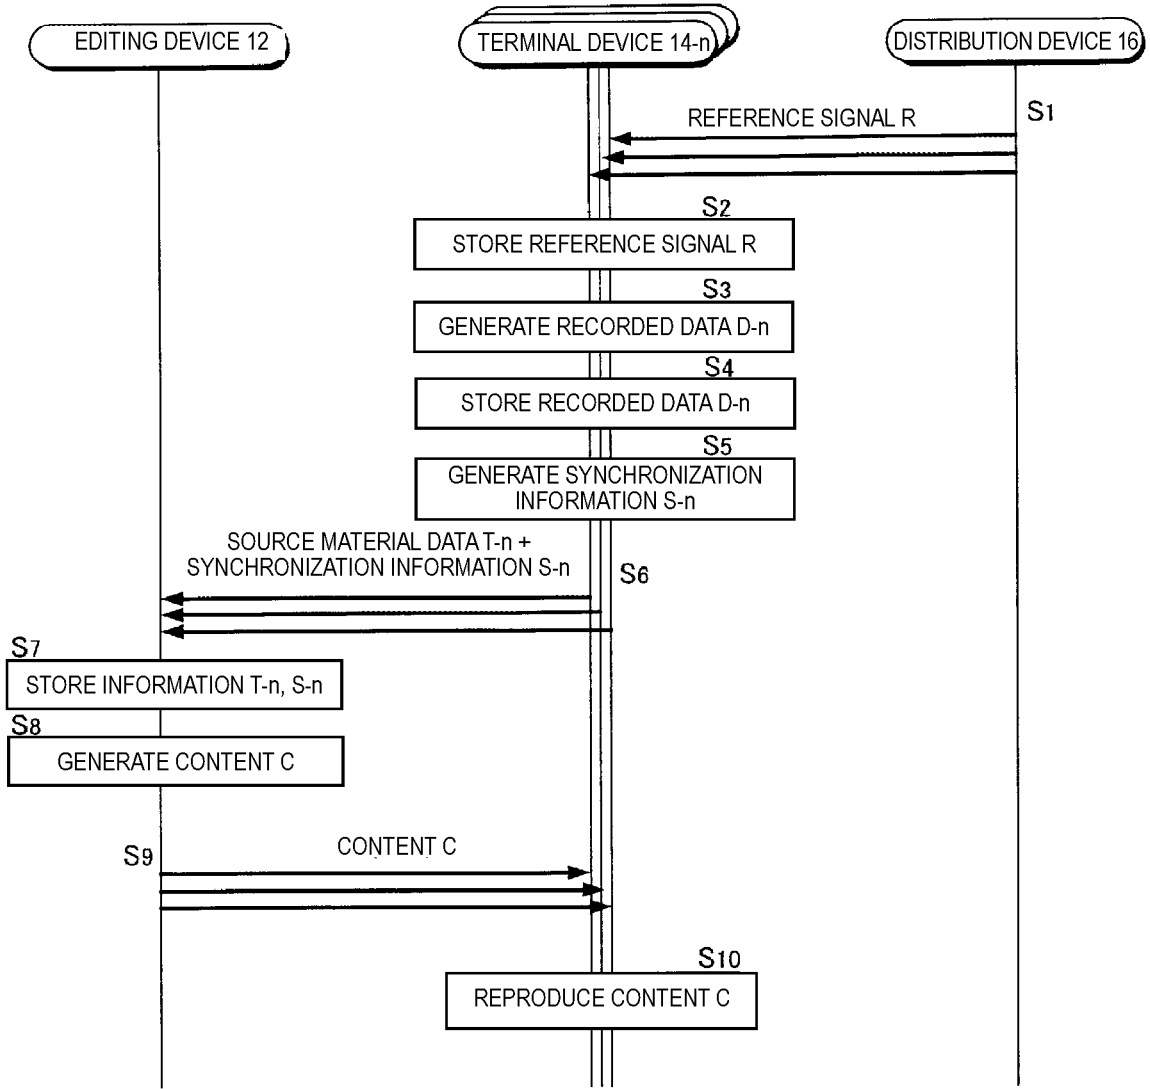 EDITING DEVICE 12
TERMINAL DEVICE 14-n
DISTRIBUTION DEVICE 16
REFERENCE SIGNAL R
S1
S2
STORE REFERENCE SIGNAL R
S3
GENERATE RECORDED DATA D-n
S4
STORE RECORDED DATA D-n
S5
GENERATE SYNCHRONIZATION
INFORMATION S-n
SOURCE MATERIAL DATA T-n +
SYNCHRONIZATION INFORMATION S-n
S6
S7
STORE INFORMATION T-n, S-n
S8
GENERATE CONTENT C
S9
CONTENT C
S10
REPRODUCE CONTENT C